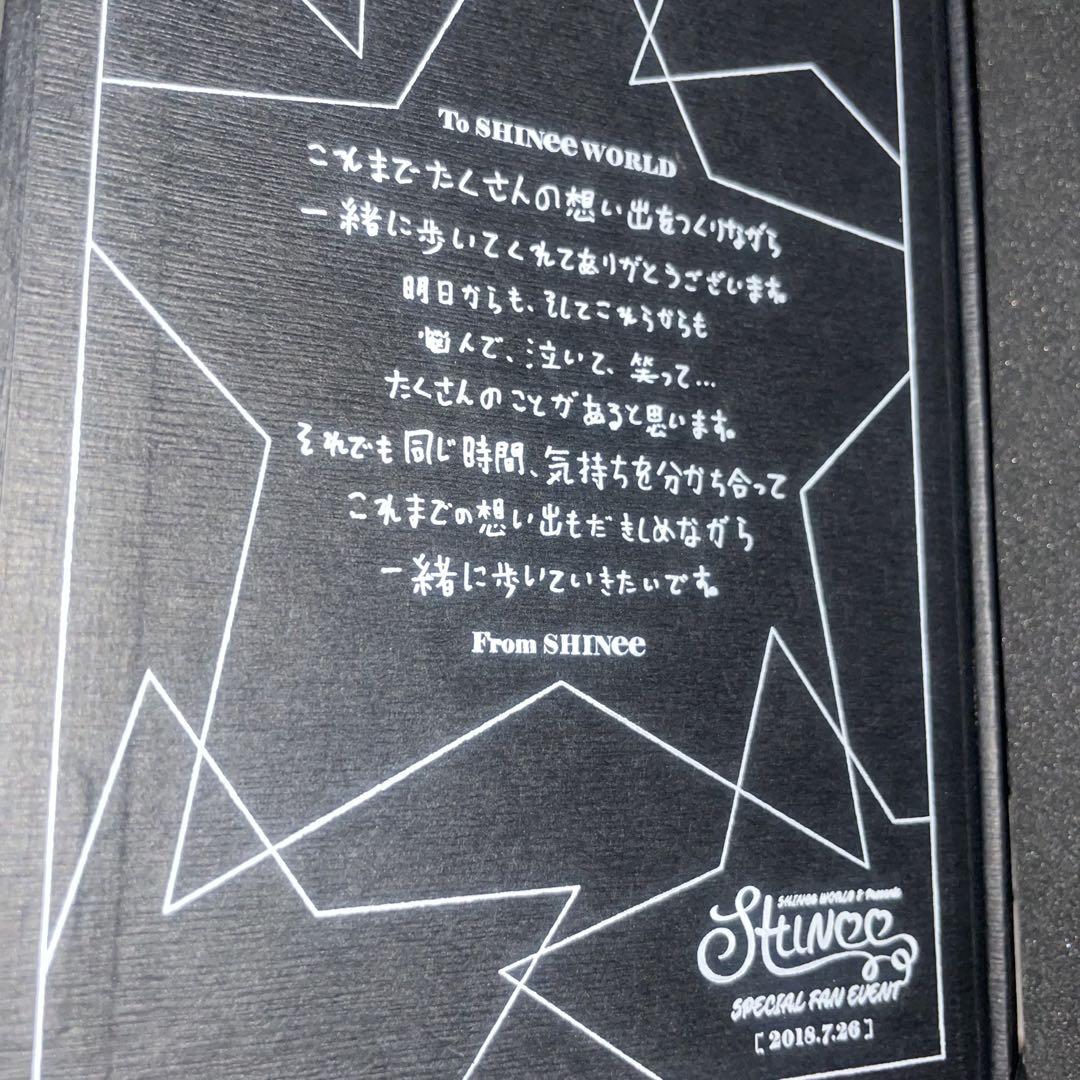 To SHINee WORLD
これまでたくさんの想い出をつくりながら
一緒に歩いてくれてありがとうございます。
明日からも、そしてこれからも
悩んで、泣いて、笑って…
たくさんのことがあると思います。
それでも同じ時間、気持ちを分かち合って
これまでの想い出もだきしめながら
一緒に歩いていきたいです。
From SHINee
SHINee WORLD J Presents
SHINee
SPECIAL FAN EVENT
[2018.7.26]